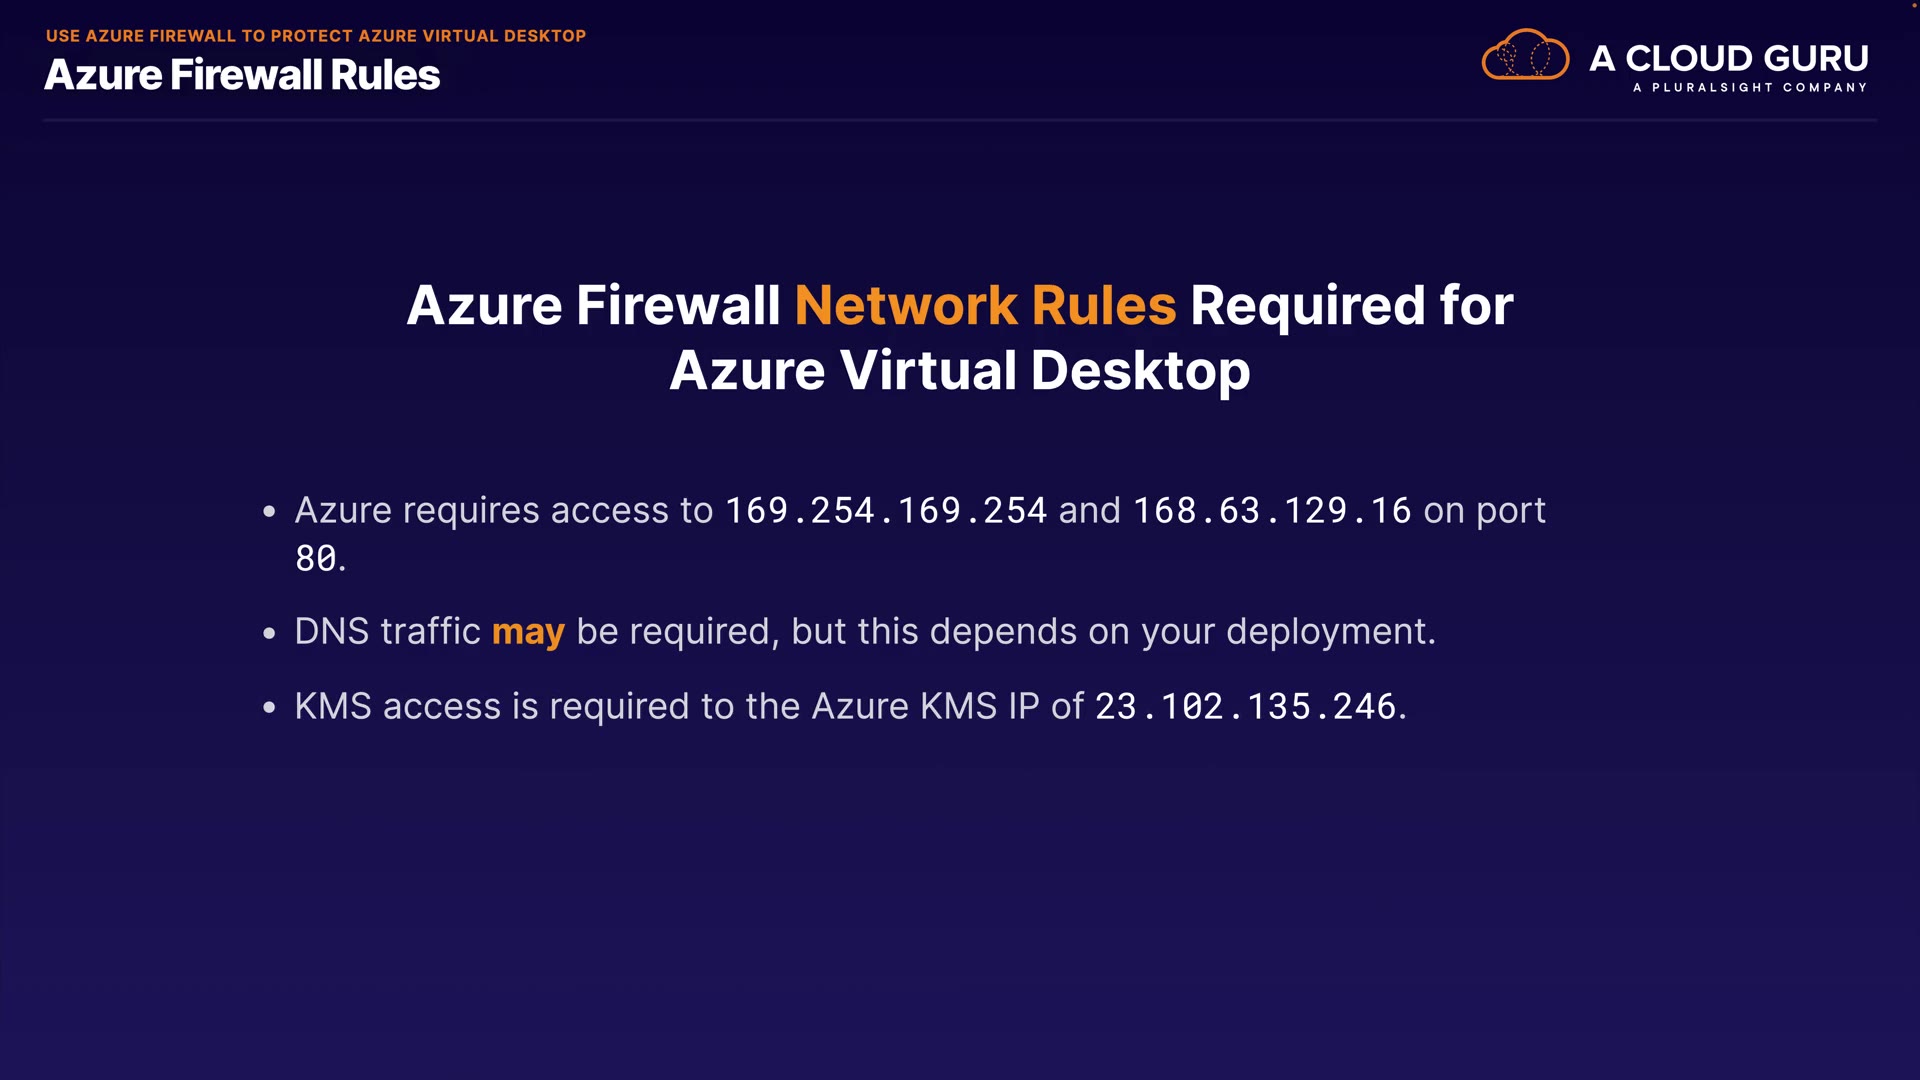 USE AZURE FIREWALL TO PROTECT AZURE VIRTUAL DESKTOP
Azure Firewall Rules
A CLOUD GURU
A PLURALSIGHT COMPANY
Azure Firewall Network Rules Required for
Azure Virtual Desktop
• Azure requires access to 169.254.169.254 and 168.63.129.16 on port
80.
• DNS traffic may be required, but this depends on your deployment.
• KMS access is required to the Azure KMS IP of 23.102.135.246.